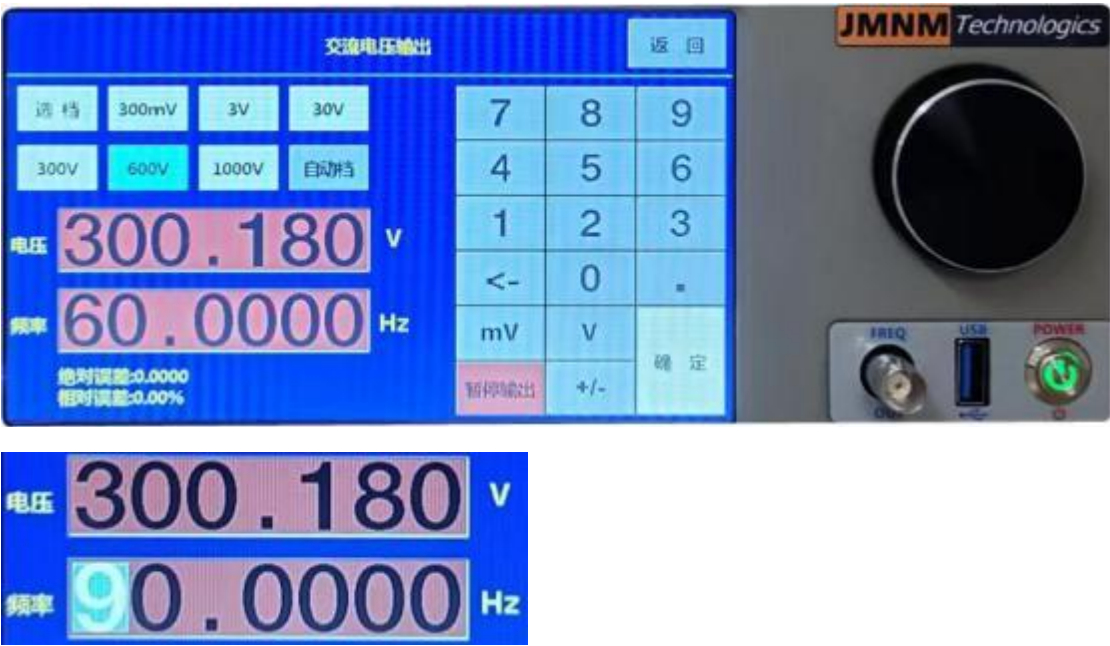 交流电压输出
返 回
JMNM Technologics
选 档 300mV 3V 30V
300V 600V 1000V 自动档
电压 300.180 V
频率 60.0000 Hz
绝对误差:0.0000
相对误差:0.00%
7 8 9
4 5 6
1 2 3
<- 0 .
mV V
确 定
暂停输出 +/-
FREQ USB POWER
OUT
电压 300.180 V
频率 90.0000 Hz